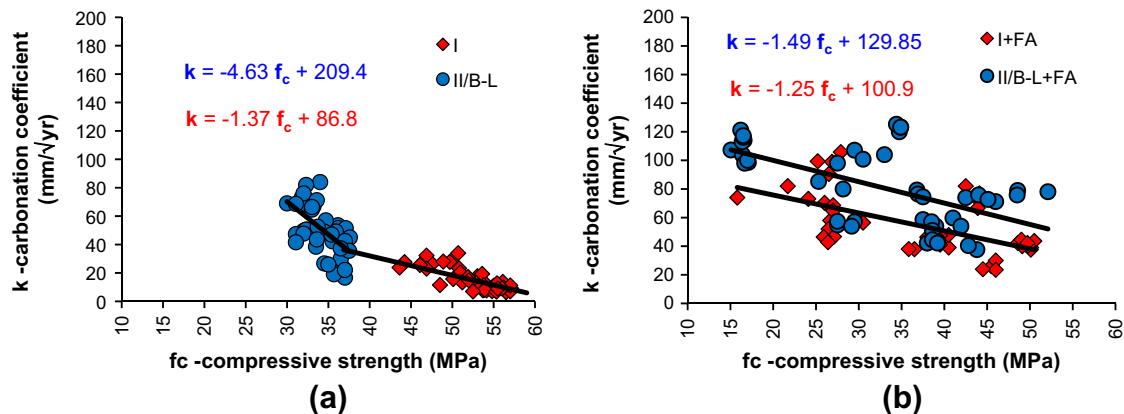 200
180
160
140
120
100
80
60
40
20
0
k -carbonation coefficient
(mm/√yr)
I
II/B-L
k = -4.63 fc + 209.4
k = -1.37 fc + 86.8
10 15 20 25 30 35 40 45 50 55 60
fc -compressive strength (MPa)
(a)
200
180
160
140
120
100
80
60
40
20
0
k -carbonation coefficient
(mm/√yr)
k = -1.49 fc + 129.85
k = -1.25 fc + 100.9
I+FA
II/B-L+FA
10 15 20 25 30 35 40 45 50 55 60
fc -compressive strength (MPa)
(b)